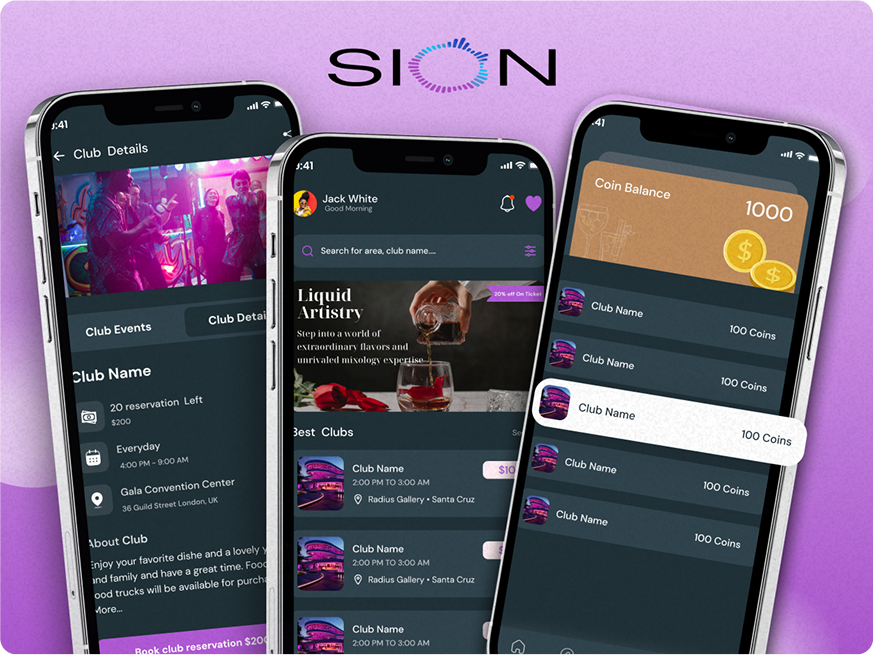 SION
9:41
Club Details
Club Events
Club Detai
Club Name
20 reservation Left
$200
Everyday
4:00 PM - 9:00 AM
Gala Convention Center
36 Guild Street London, UK
About Club
Enjoy your favorite dishe and a lovely y
and family and have a great time. Food
food trucks will be available for purcha
More...
Book club reservation $200
9:41
Jack White
Good Morning
Search for area, club name....
Liquid
Artistry
20% off On Ticket
Step into a world of
extraordinary flavors and
unrivaled mixology expertise
Best Clubs
Se
Club Name
2:00 PM TO 3:00 AM
$10
Radius Gallery • Santa Cruz
Club Name
2:00 PM TO 3:00 AM
Radius Gallery • Santa Cruz
Club Name
2:00 PM TO 3:00 AM
:41
Coin Balance
1000
Club Name
100 Coins
Club Name
100 Coins
Club Name
100 Coins
Club Name
100 Coins
Club Name
100 Coins